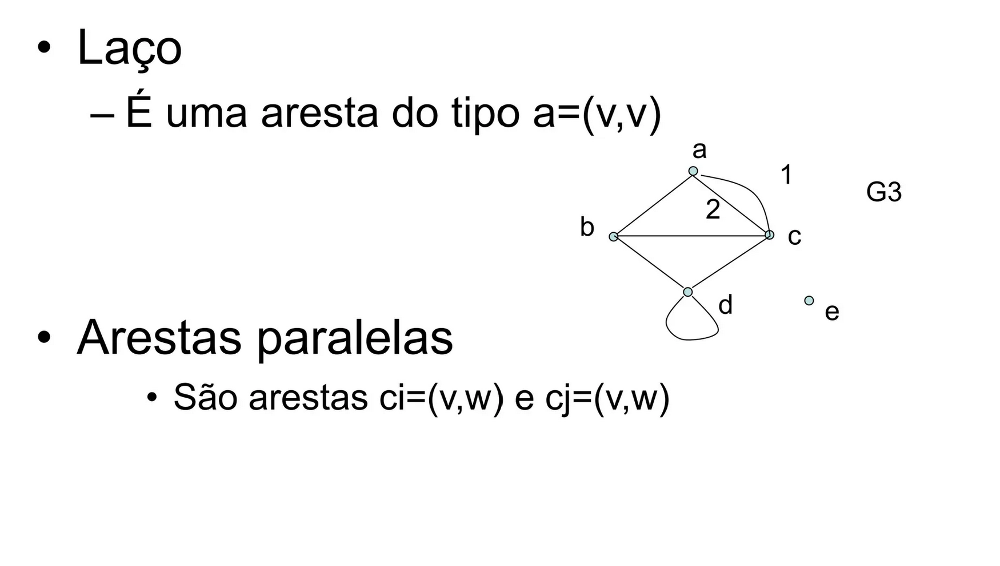 • Laço
– É uma aresta do tipo a=(v,v)
a
1
G3
2
b
c
d
e
• Arestas paralelas
• São arestas ci=(v,w) e cj=(v,w)